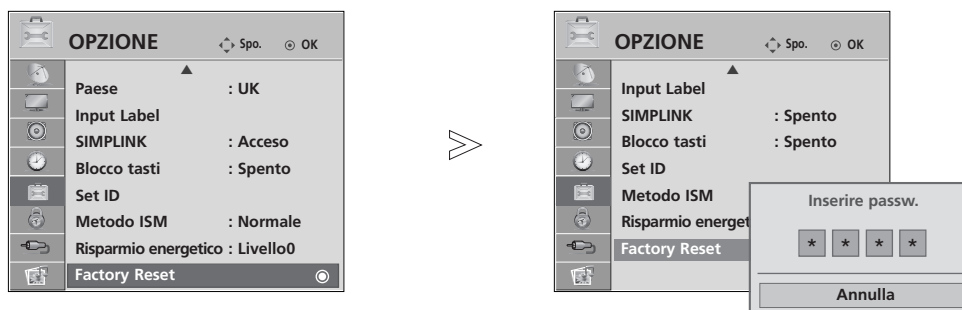 OPZIONE Spo. OK
Paese : UK
Input Label
SIMPLINK : Acceso
Blocco tasti : Spento
Set ID
Metodo ISM : Normale
Risparmio energetico : Livello0
Factory Reset
OPZIONE Spo. OK
Input Label
SIMPLINK : Spento
Blocco tasti : Spento
Set ID
Metodo ISM
Risparmio energet
Factory Reset
Inserire passw.
* * * *
Annulla